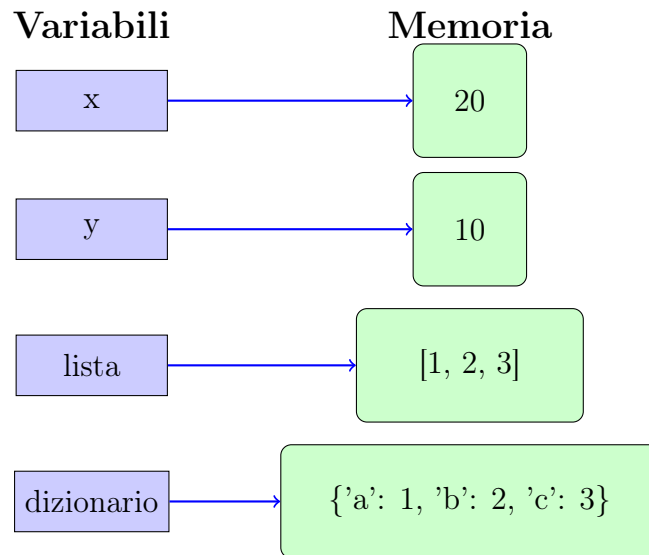 Variabili Memoria
x 20
y 10
lista [1, 2, 3]
dizionario {'a': 1, 'b': 2, 'c': 3}